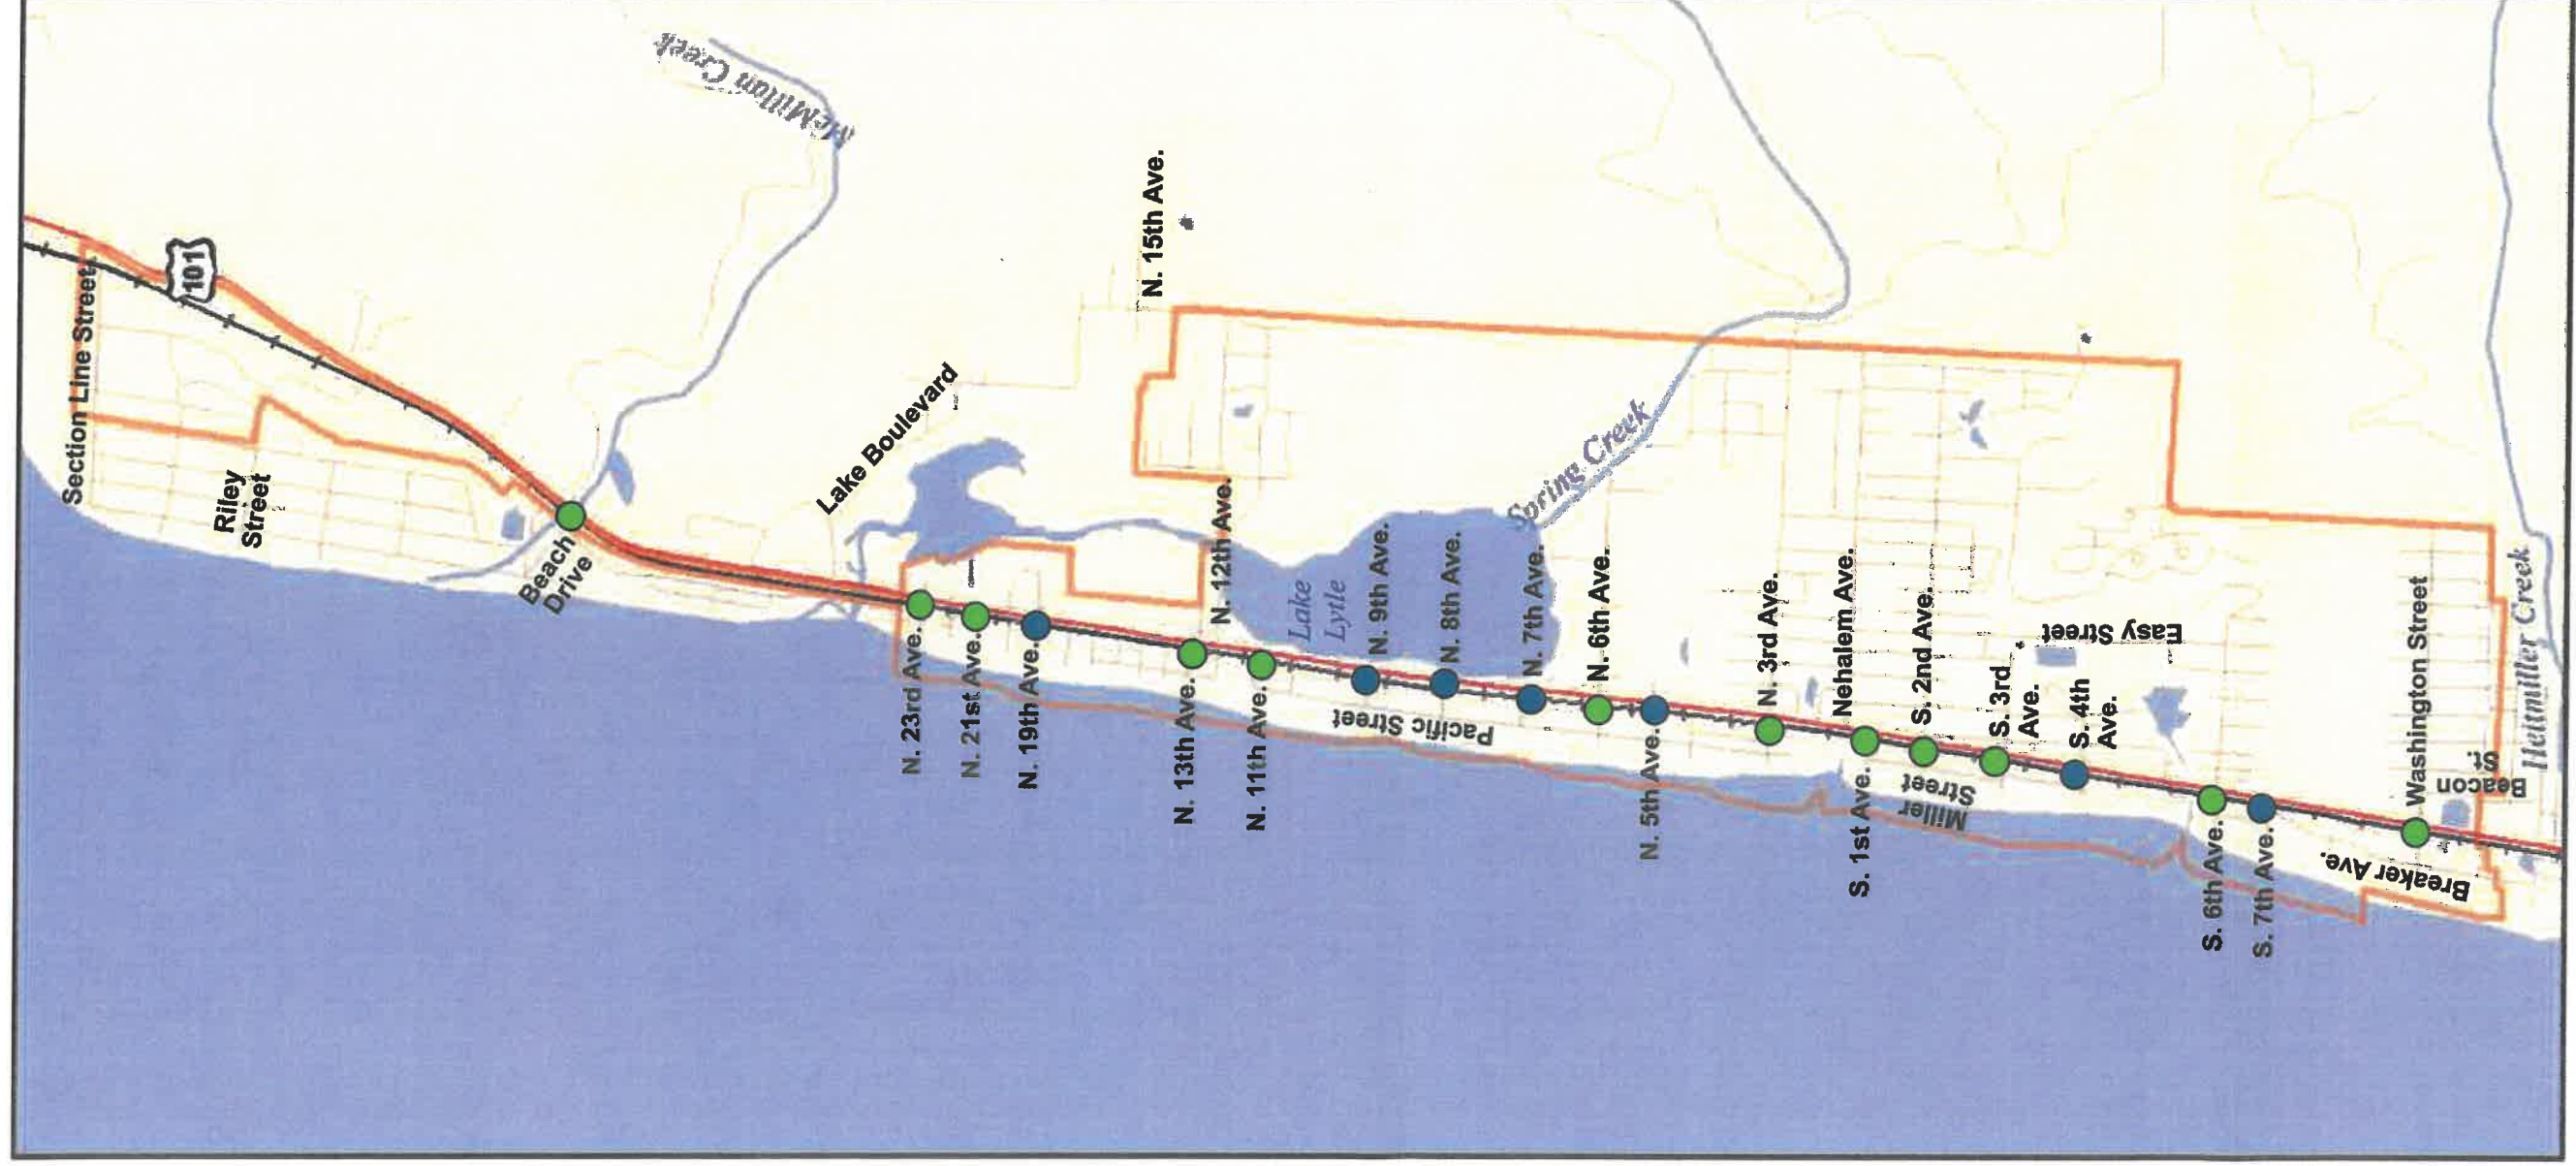 McMillan Creek
N. 15th Ave.
101
Section Line Street
Riley
Street
Lake Boulevard
Beach
Drive
Spring Creek
N. 12th Ave.
Lake
Lytle
N. 9th Ave.
N. 8th Ave.
N. 7th Ave.
N. 6th Ave.
N. 3rd Ave.
Nehalem Ave.
S. 2nd Ave.
S. 3rd
Ave.
S. 4th
Ave.
Easy Street
Washington Street
Beacon
St.
Heitmiller Creek
N. 23rd Ave.
N. 21st Ave.
N. 19th Ave.
N. 13th Ave.
N. 11th Ave.
Pacific Street
N. 5th Ave.
S. 1st Ave.
Miller
Street
S. 6th Ave.
S. 7th Ave.
Breaker Ave.